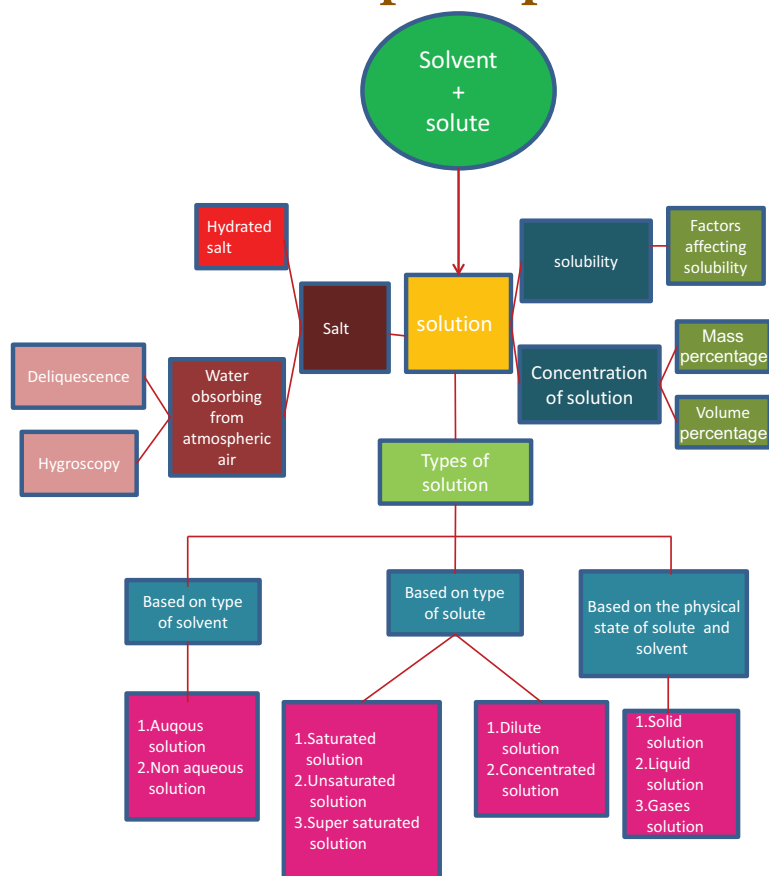 Solvent
+
solute
Hydrated
salt
Salt
solution
solubility
Factors
affecting
solubility
Concentration
of solution
Mass
percentage
Volume
percentage
Deliquescence
Hygroscopy
Water
obsorbing
from
atmospheric
air
Types of
solution
Based on type
of solvent
Based on type
of solute
Based on the physical
state of solute and
solvent
1.Auqous
solution
2.Non aqueous
solution
1.Saturated
solution
2.Unsaturated
solution
3.Super saturated
solution
1.Dilute
solution
2.Concentrated
solution
1.Solid
solution
2.Liquid
solution
3.Gases
solution